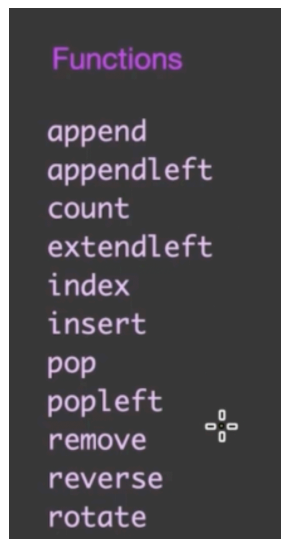 Functions
append
appendleft
count
extendleft
index
insert
pop
popleft
remove
reverse
rotate